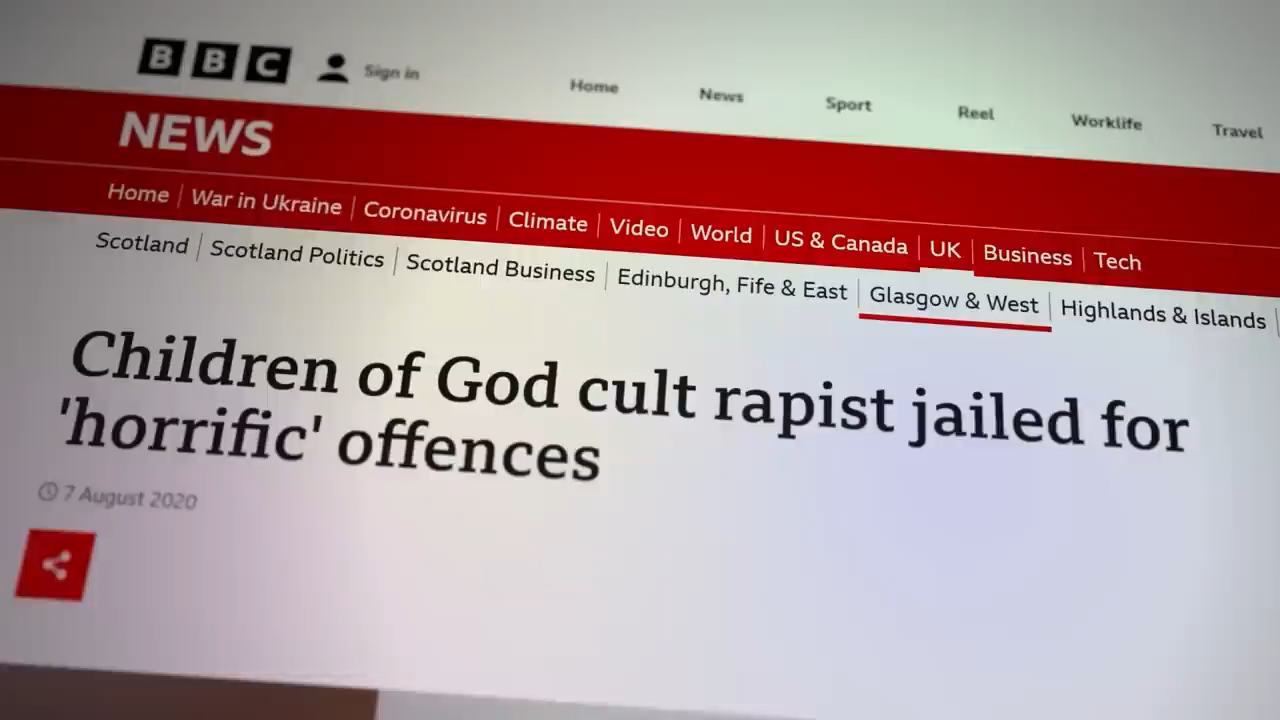 BBC Sign in Home News Sport Reel Worklife Travel
NEWS
Home War in Ukraine Coronavirus Climate Video World US & Canada UK Business Tech
Scotland Scotland Politics Scotland Business Edinburgh, Fife & East Glasgow & West Highlands & Islands
Children of God cult rapist jailed for
'horrific' offences
7 August 2020